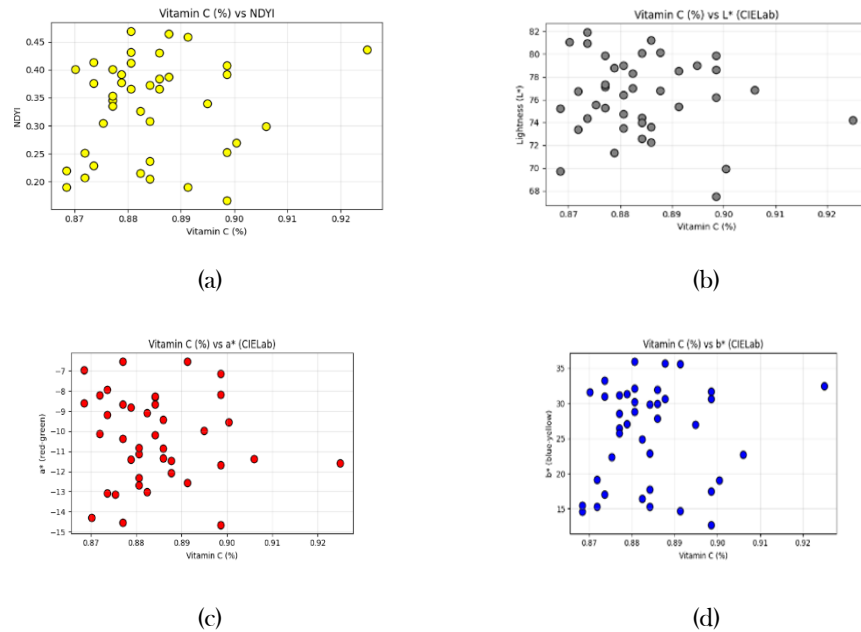 Vitamin C (%) vs NDYI
NDYI
0.45
0.40
0.35
0.30
0.25
0.20
0.87 0.88 0.89 0.90 0.91 0.92
Vitamin C (%)
(a)
Vitamin C (%) vs L* (CIELab)
Lightness (L*)
82
80
78
76
74
72
70
68
0.87 0.88 0.89 0.90 0.91 0.92
Vitamin C (%)
(b)
Vitamin C (%) vs a* (CIELab)
a* (red-green)
−7
−8
−9
−10
−11
−12
−13
−14
−15
0.87 0.88 0.89 0.90 0.91 0.92
Vitamin C (%)
(c)
Vitamin C (%) vs b* (CIELab)
b* (blue-yellow)
35
30
25
20
15
0.87 0.88 0.89 0.90 0.91 0.92
Vitamin C (%)
(d)